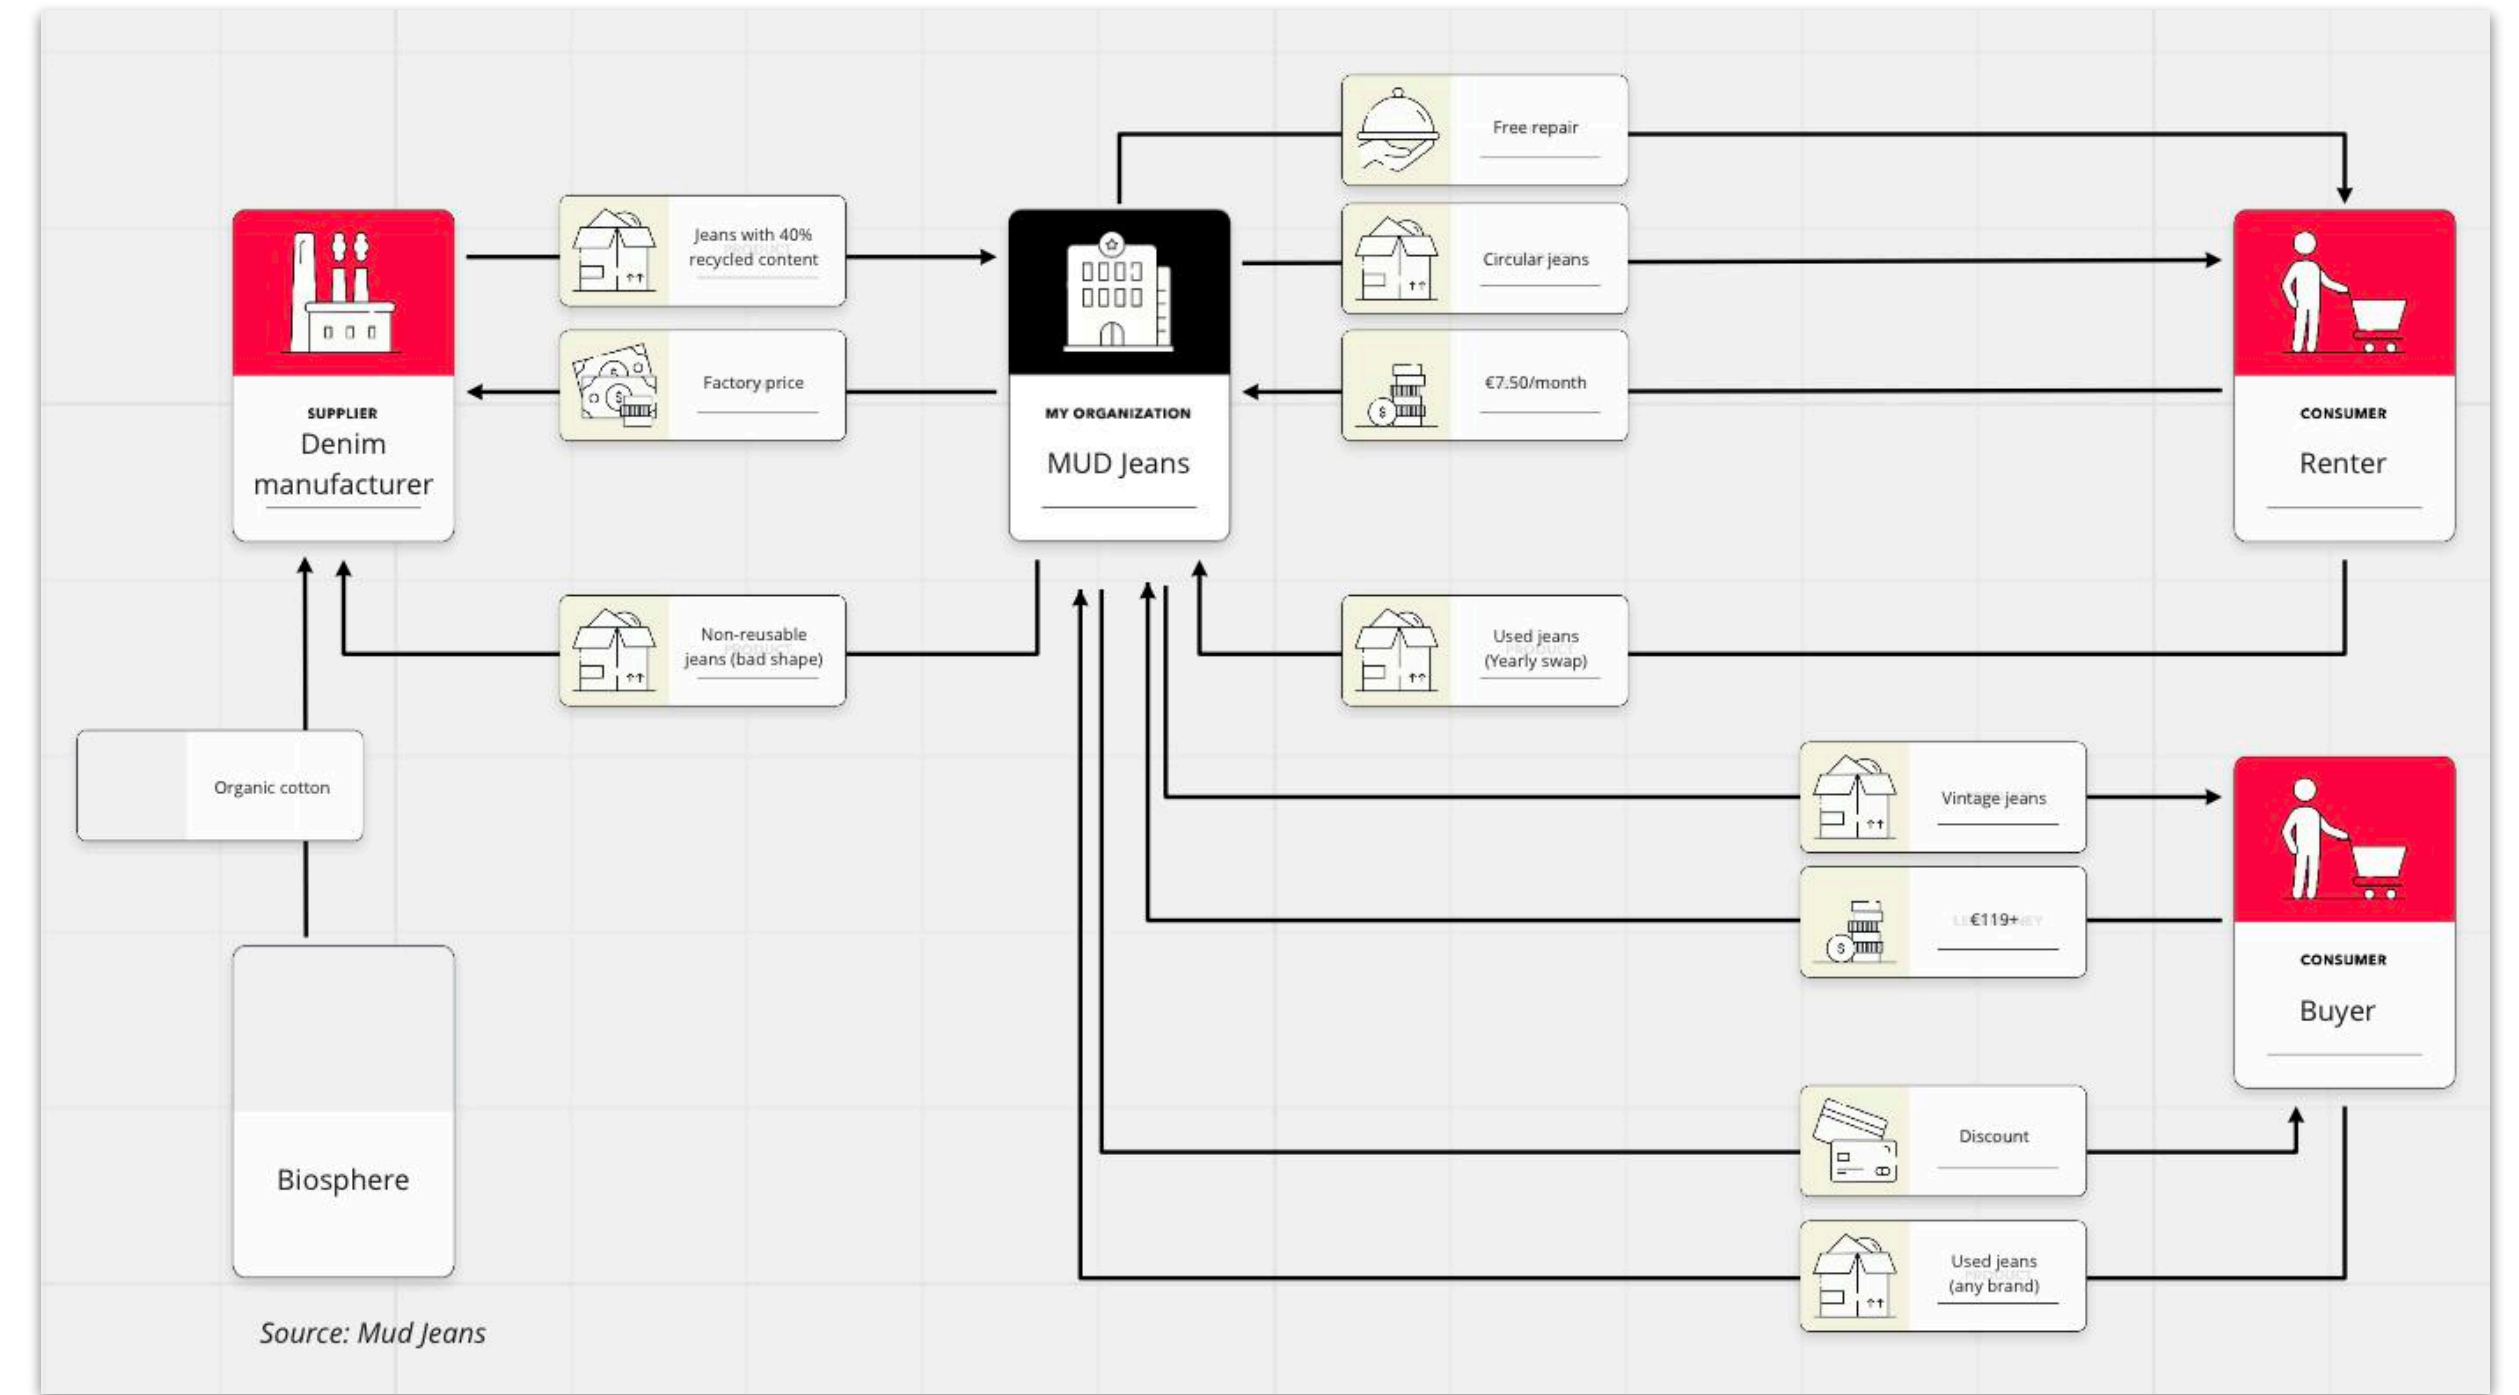 Free repair
Jeans with 40%
recycled content
Circular jeans
Factory price
€7.50/month
SUPPLIER
Denim
manufacturer
MY ORGANIZATION
MUD Jeans
CONSUMER
Renter
Non-reusable
jeans (bad shape)
Used jeans
(Yearly swap)
Organic cotton
Vintage jeans
€119+
CONSUMER
Buyer
Discount
Biosphere
Used jeans
(any brand)
Source: Mud Jeans